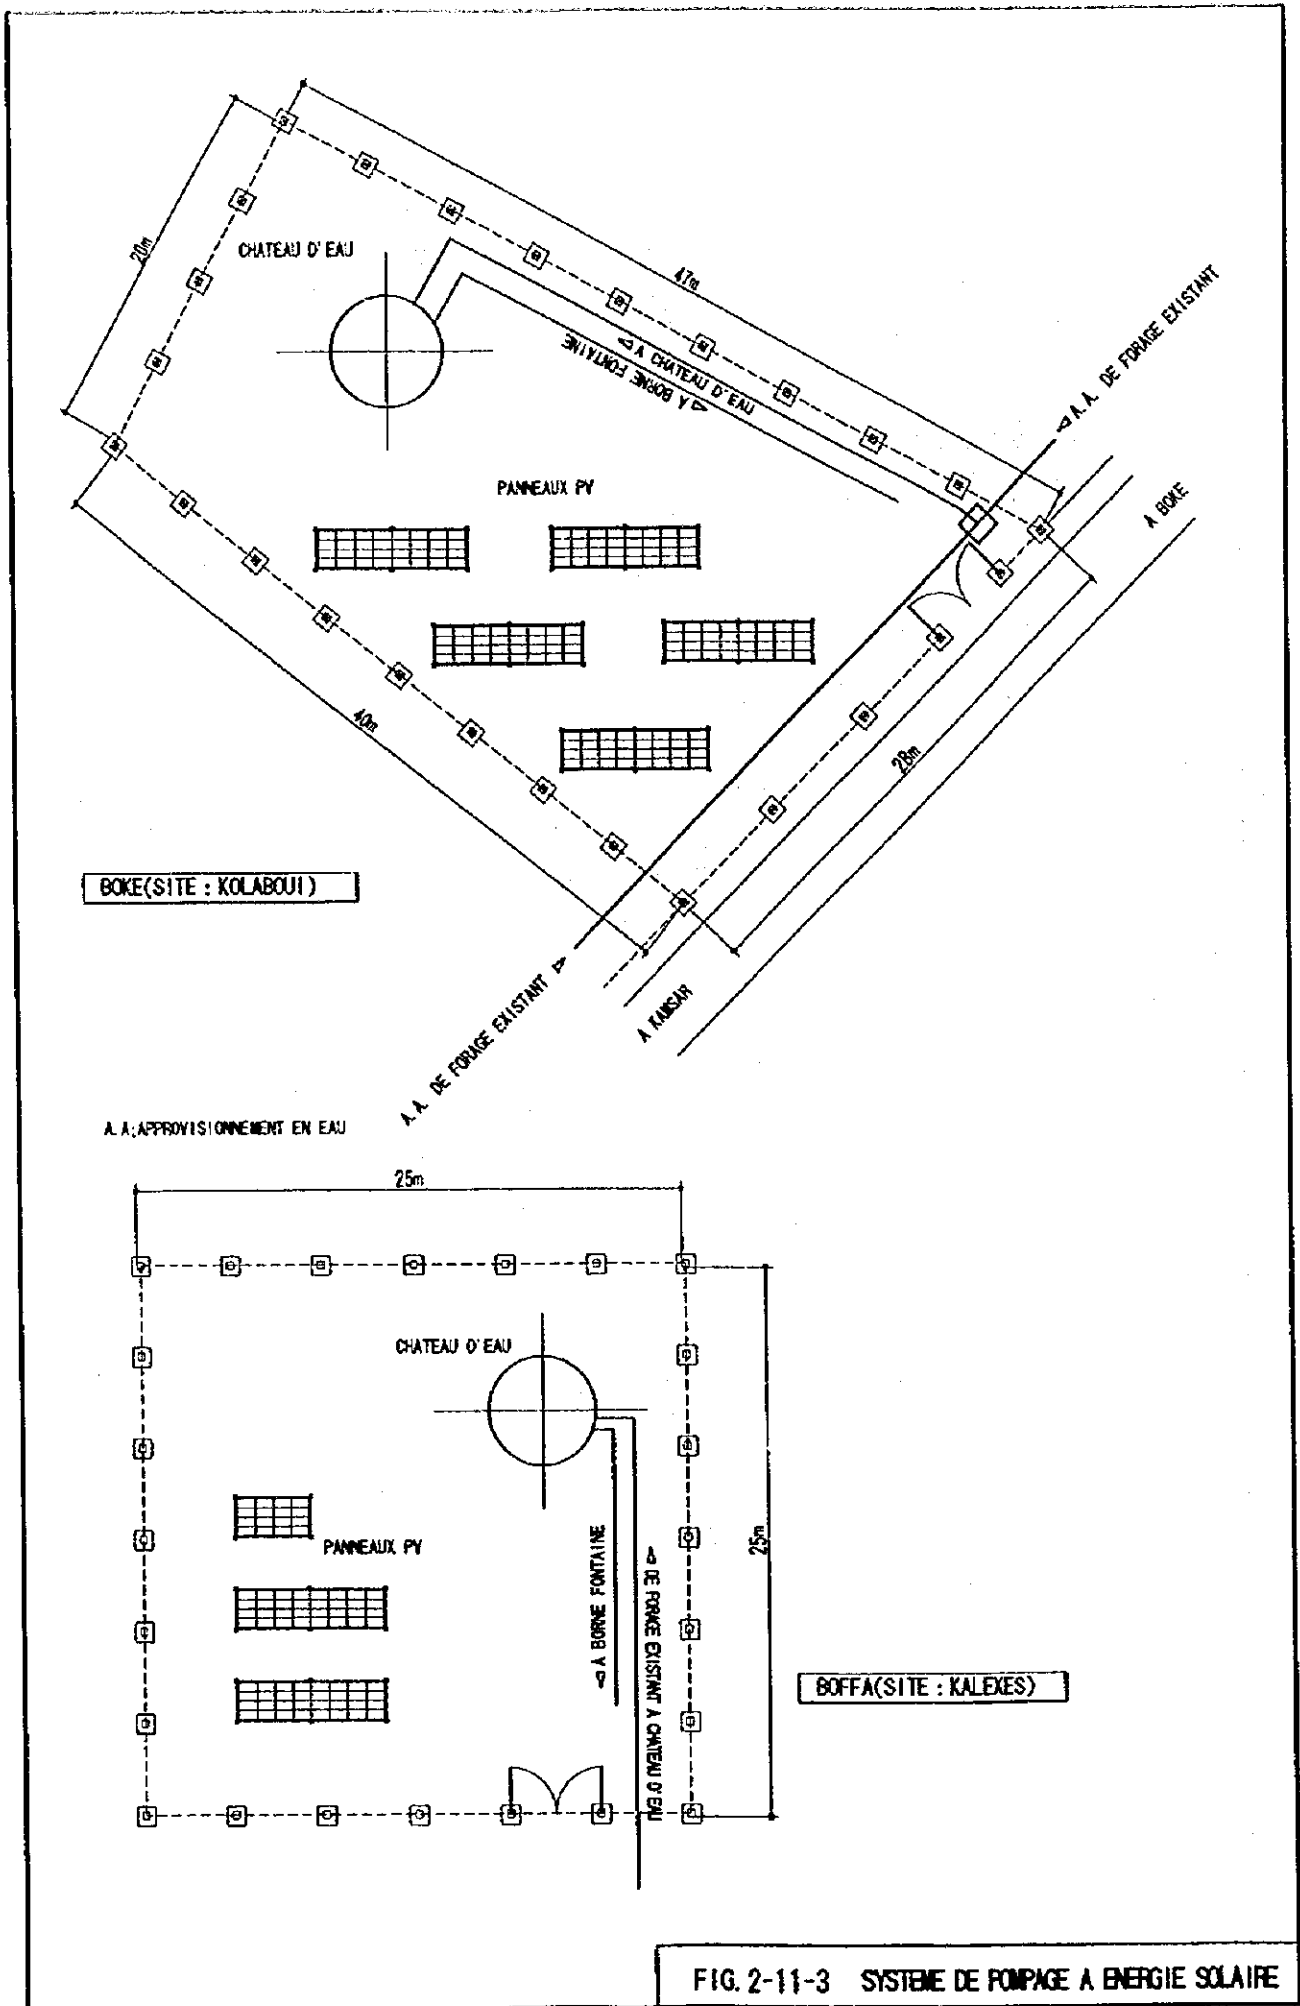 20m
CHATEAU D'EAU
47m
A CHATEAU D'EAU
A BORNE FONTAINE
A.A. DE FORAGE EXISTANT
A BOKE
PANNEAUX PV
40m
28m
BOKE(SITE : KOLABOUI)
A.A. DE FORAGE EXISTANT
A KAMSAR
A.A;APPROVISIONNEMENT EN EAU
25m
CHATEAU D'EAU
25m
PANNEAUX PV
A BORNE FONTAINE
DE FORAGE EXISTANT A CHATEAU D'EAU
BOFFA(SITE : KALEXES)
FIG. 2-11-3 SYSTEME DE POMPAGE A ENERGIE SOLAIRE